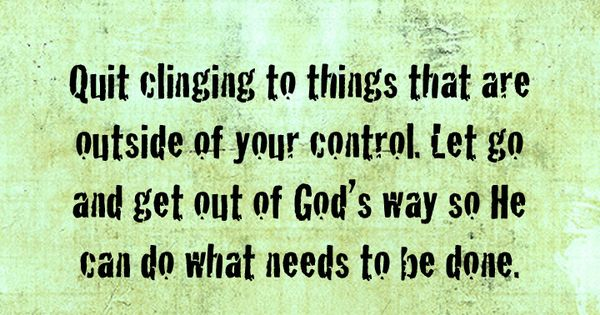 Quit clinging to things that are
outside of your control. Let go
and get out of God's way so He
can do what needs to be done.